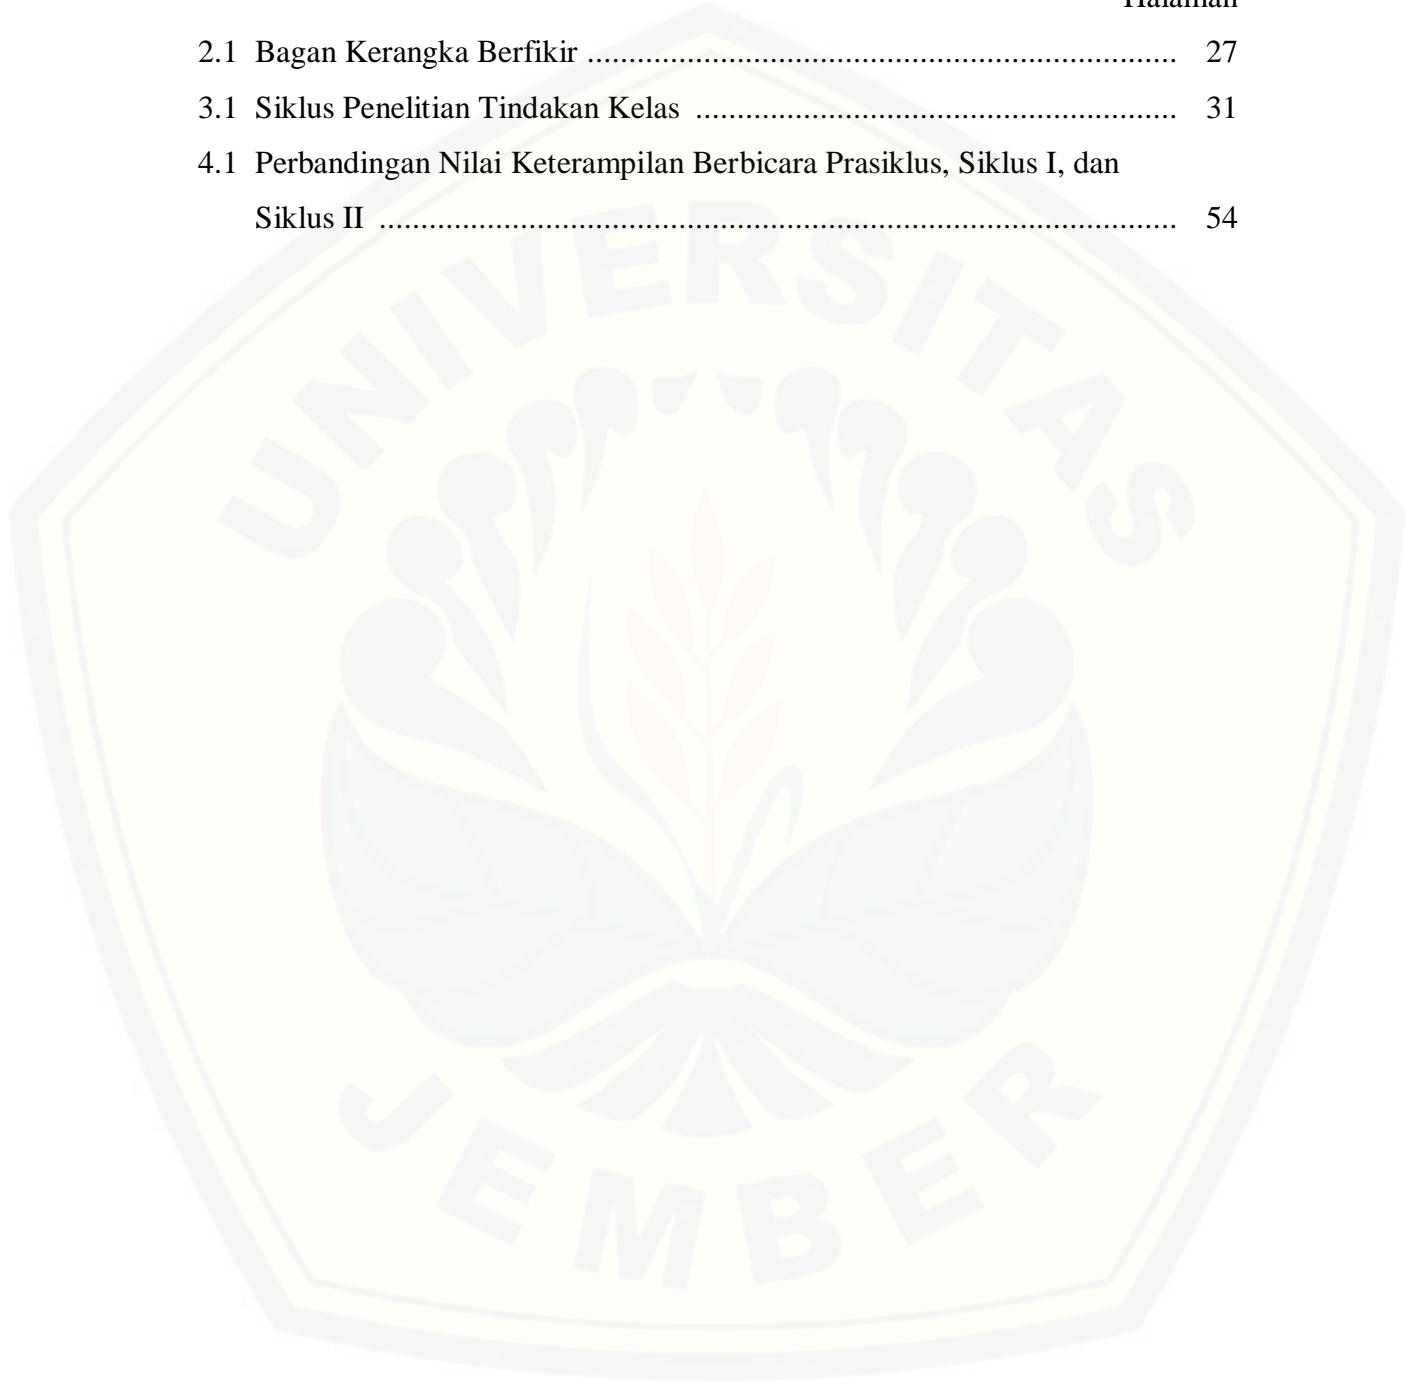 Halaman
2.1 Bagan Kerangka Berfikir ....................................................................... 27
3.1 Siklus Penelitian Tindakan Kelas .......................................................... 31
4.1 Perbandingan Nilai Keterampilan Berbicara Prasiklus, Siklus I, dan
Siklus II ................................................................................................ 54
UNIVERSITAS
JEMBER